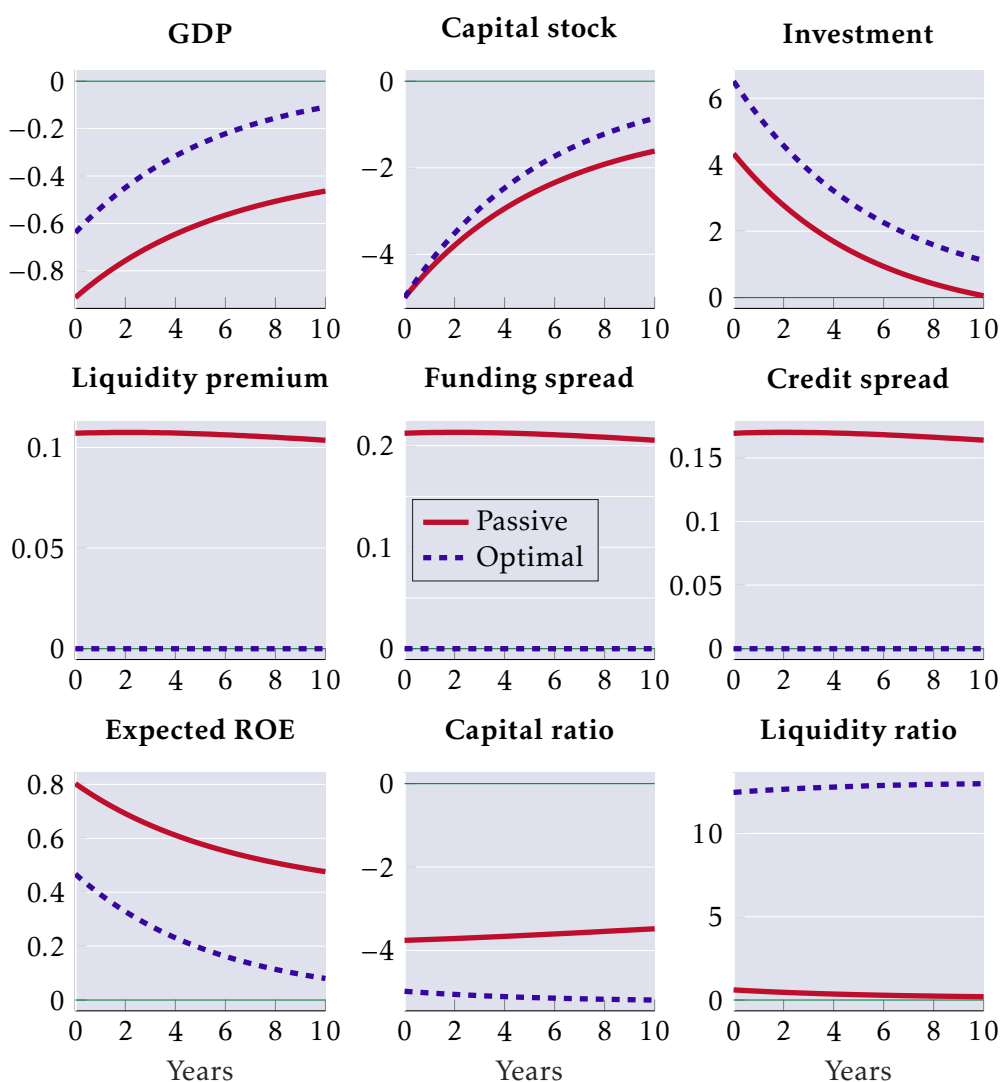 GDP Capital stock Investment
0
−0.2
−0.4
−0.6
−0.8
0 2 4 6 8 10
0
−2
−4
0 2 4 6 8 10
6
4
2
0
0 2 4 6 8 10
Liquidity premium Funding spread Credit spread
0.1
0.05
0
0 2 4 6 8 10
0.2
0.1
0
Passive
Optimal
0 2 4 6 8 10
0.15
0.1
0.05
0
0 2 4 6 8 10
Expected ROE Capital ratio Liquidity ratio
0.8
0.6
0.4
0.2
0
0 2 4 6 8 10
Years
0
−2
−4
0 2 4 6 8 10
Years
10
5
0
0 2 4 6 8 10
Years